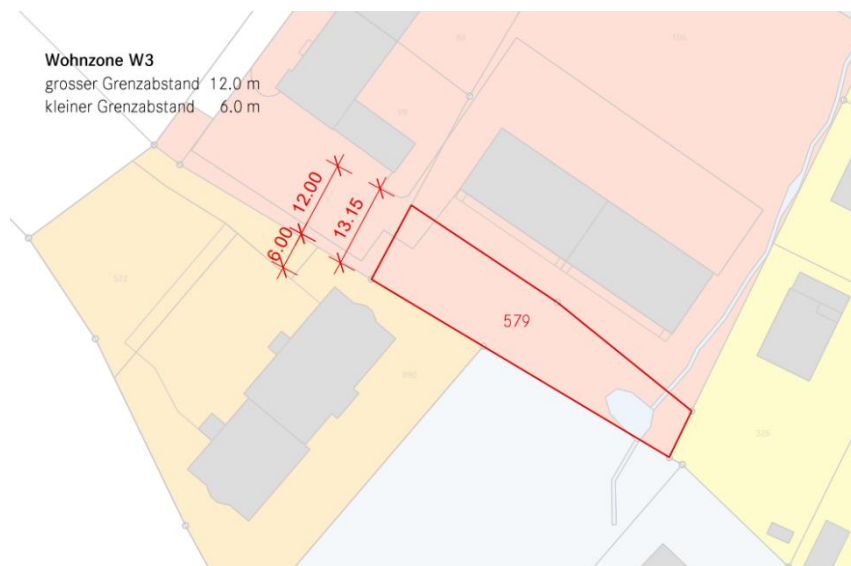 Wohnzone W3
grosser Grenzabstand 12.0 m
kleiner Grenzabstand 6.0 m
12.00
13.15
6.00
579